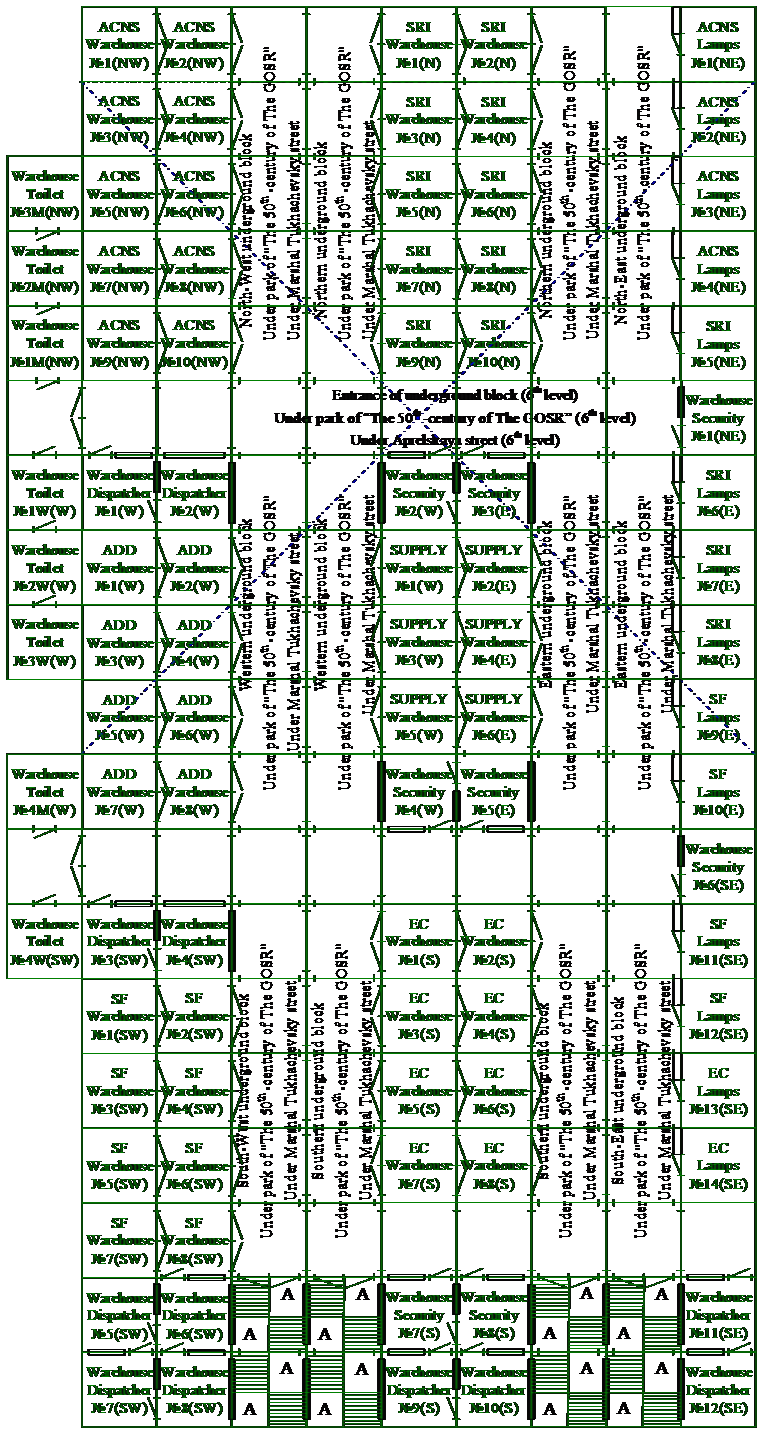 ACNS
Warehouse
№1(NW)
ACNS
Warehouse
№2(NW)
SRI
Warehouse
№1(N)
SRI
Warehouse
№2(N)
ACNS
Lamps
№1(NE)
ACNS
Warehouse
№3(NW)
ACNS
Warehouse
№4(NW)
SRI
Warehouse
№3(N)
SRI
Warehouse
№4(N)
ACNS
Lamps
№2(NE)
Warehouse
Toilet
№3M(NW)
ACNS
Warehouse
№5(NW)
ACNS
Warehouse
№6(NW)
SRI
Warehouse
№5(N)
SRI
Warehouse
№6(N)
ACNS
Lamps
№3(NE)
Warehouse
Toilet
№2M(NW)
ACNS
Warehouse
№7(NW)
ACNS
Warehouse
№8(NW)
SRI
Warehouse
№7(N)
SRI
Warehouse
№8(N)
ACNS
Lamps
№4(NE)
Warehouse
Toilet
№1M(NW)
ACNS
Warehouse
№9(NW)
ACNS
Warehouse
№10(NW)
SRI
Warehouse
№9(N)
SRI
Warehouse
№10(N)
SRI
Lamps
№5(NE)
North-West underground block
Under park of "The 50th-century of The GOSR"
Under Marshal Tukhachevsky street
Northern underground block
Under park of "The 50th-century of The GOSR"
Under Marshal Tukhachevsky street
Northern underground block
Under park of "The 50th-century of The GOSR"
Under Marshal Tukhachevsky street
North-East underground block
Under park of "The 50th-century of The GOSR"
Entrance of underground block (6th level)
Under park of "The 50th-century of The GOSR" (6th level)
Under Aprelskaya street (6th level)
Warehouse
Security
№1(NE)
Warehouse
Toilet
№1W(W)
Warehouse
Dispatcher
№1(W)
Warehouse
Dispatcher
№2(W)
Warehouse
Security
№2(W)
Warehouse
Security
№3(E)
SRI
Lamps
№6(E)
Warehouse
Toilet
№2W(W)
ADD
Warehouse
№1(W)
ADD
Warehouse
№2(W)
SUPPLY
Warehouse
№1(W)
SUPPLY
Warehouse
№2(E)
SRI
Lamps
№7(E)
Warehouse
Toilet
№3W(W)
ADD
Warehouse
№3(W)
ADD
Warehouse
№4(W)
SUPPLY
Warehouse
№3(W)
SUPPLY
Warehouse
№4(E)
SRI
Lamps
№8(E)
ADD
Warehouse
№5(W)
ADD
Warehouse
№6(W)
SUPPLY
Warehouse
№5(W)
SUPPLY
Warehouse
№6(E)
SF
Lamps
№9(E)
Warehouse
Toilet
№4M(W)
ADD
Warehouse
№7(W)
ADD
Warehouse
№8(W)
Warehouse
Security
№4(W)
Warehouse
Security
№5(E)
SF
Lamps
№10(E)
Western underground block
Under park of "The 50th-century of The GOSR"
Under Marshal Tukhachevsky street
Western underground block
Under park of "The 50th-century of The GOSR"
Under Marshal Tukhachevsky street
Eastern underground block
Under park of "The 50th-century of The GOSR"
Under Marshal Tukhachevsky street
Eastern underground block
Under park of "The 50th-century of The GOSR"
Under Marshal Tukhachevsky street
Warehouse
Security
№6(SE)
Warehouse
Toilet
№4W(SW)
Warehouse
Dispatcher
№3(SW)
Warehouse
Dispatcher
№4(SW)
EC
Warehouse
№1(S)
EC
Warehouse
№2(S)
SF
Lamps
№11(SE)
SF
Warehouse
№1(SW)
SF
Warehouse
№2(SW)
EC
Warehouse
№3(S)
EC
Warehouse
№4(S)
SF
Lamps
№12(SE)
SF
Warehouse
№3(SW)
SF
Warehouse
№4(SW)
EC
Warehouse
№5(S)
EC
Warehouse
№6(S)
EC
Lamps
№13(SE)
SF
Warehouse
№5(SW)
SF
Warehouse
№6(SW)
EC
Warehouse
№7(S)
EC
Warehouse
№8(S)
EC
Lamps
№14(SE)
SF
Warehouse
№7(SW)
SF
Warehouse
№8(SW)
South-West underground block
Under park of "The 50th-century of The GOSR"
Under Marshal Tukhachevsky street
Southern underground block
Under park of "The 50th-century of The GOSR"
Under Marshal Tukhachevsky street
Southern underground block
Under park of "The 50th-century of The GOSR"
Under Marshal Tukhachevsky street
South-East underground block
Under park of "The 50th-century of The GOSR"
Under Marshal Tukhachevsky street
Warehouse
Dispatcher
№5(SW)
Warehouse
Dispatcher
№6(SW)
A
A
A
A
Warehouse
Security
№7(S)
Warehouse
Security
№8(S)
A
A
A
A
Warehouse
Dispatcher
№11(SE)
Warehouse
Dispatcher
№7(SW)
Warehouse
Dispatcher
№8(SW)
A
A
A
A
Warehouse
Dispatcher
№9(S)
Warehouse
Dispatcher
№10(S)
A
A
A
A
Warehouse
Dispatcher
№12(SE)